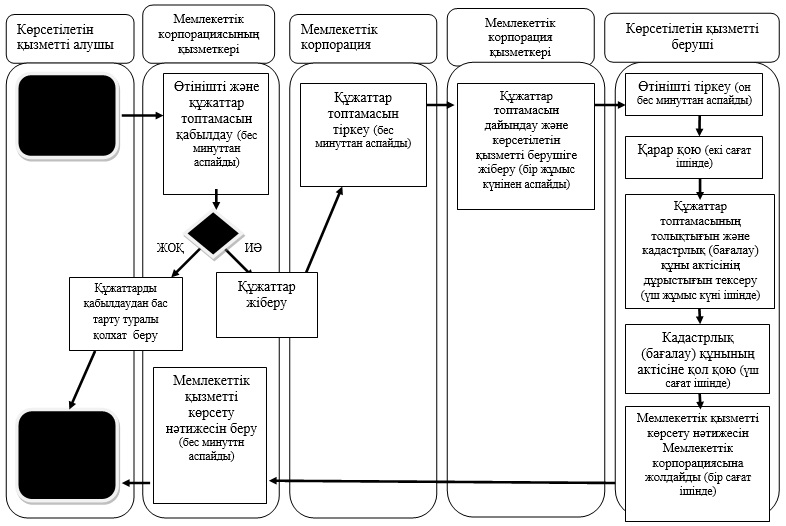 Көрсетілетін
қызметті алушы
Мемлекеттік
корпорациясының
қызметкері
Мемлекеттік
корпорация
Мемлекеттік
корпорация
қызметкері
Көрсетілетін қызметті
беруші
Өтінішті және
құжаттар
топтамасын
қабылдау (бес
минуттан
аспайды)
ЖОҚ
ИӘ
Құжаттарды
қабылдаудан бас
тарту туралы
қолхат беру
Құжаттар
жіберу
Мемлекеттік
қызметті
көрсету
нәтижесін беру
(бес минуттн
аспайды)
Құжаттар
топтамасын
тіркеу (бес
минуттан аспайды)
Құжаттар
топтамасын
дайындау және
көрсетілетін
қызметті берушіге
жіберу (бір жұмыс
күнінен аспайды)
Өтінішті тіркеу (он
бес минуттан аспайды)
Қарар қою (екі сағат
ішінде)
Құжаттар
топтамасының
толықтығын және
кадастрлық (бағалау)
құны актісінің
дұрыстығын тексеру
(үш жұмыс күні ішінде)
Кадастрлық
(бағалау) құнының
актісіне қол қою (үш
сағат ішінде)
Мемлекеттік қызметті
көрсету нәтижесін
Мемлекеттік
корпорациясына
жолдайды (бір сағат
ішінде)